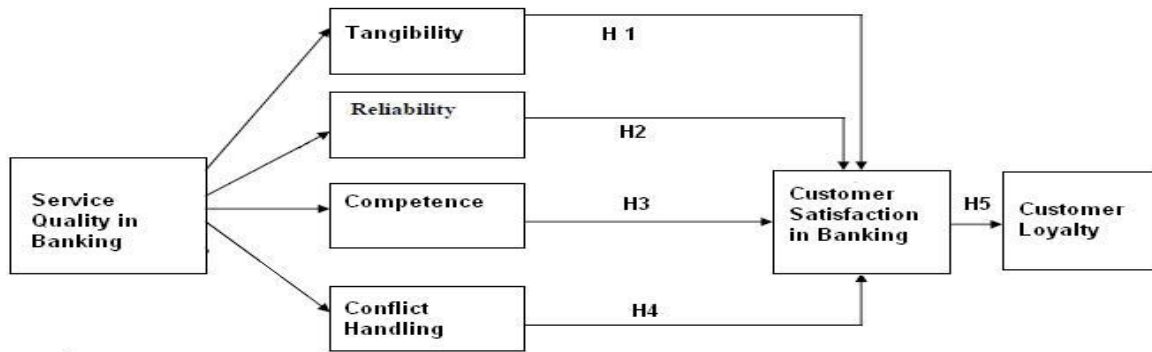 Tangibility
H 1
Reliability
H2
Service
Quality in
Banking
Competence
H3
Customer
Satisfaction
in Banking
H5
Customer
Loyalty
Conflict
Handling
H4